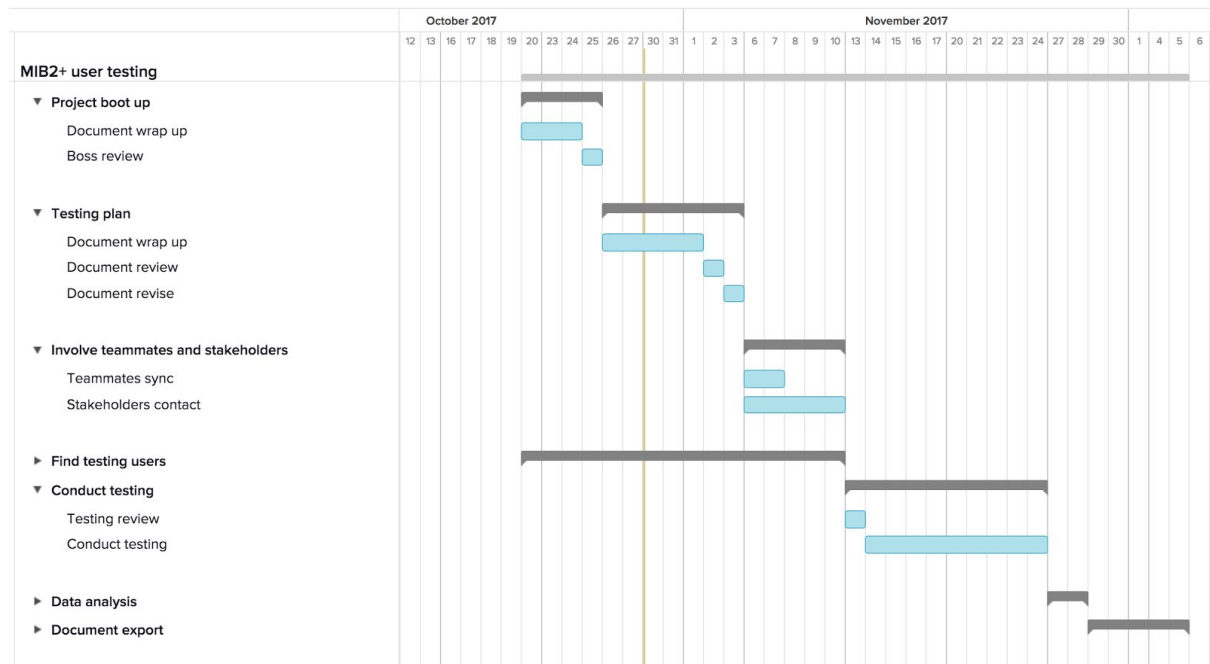 October 2017 November 2017
12 13 16 17 18 19 20 23 24 25 26 27 30 31 1 2 3 6 7 8 9 10 13 14 15 16 17 20 21 22 23 24 27 28 29 30 1 4 5 6
MIB2+ user testing
Project boot up
Document wrap up
Boss review
Testing plan
Document wrap up
Document review
Document revise
Involve teammates and stakeholders
Teammates sync
Stakeholders contact
Find testing users
Conduct testing
Testing review
Conduct testing
Data analysis
Document export